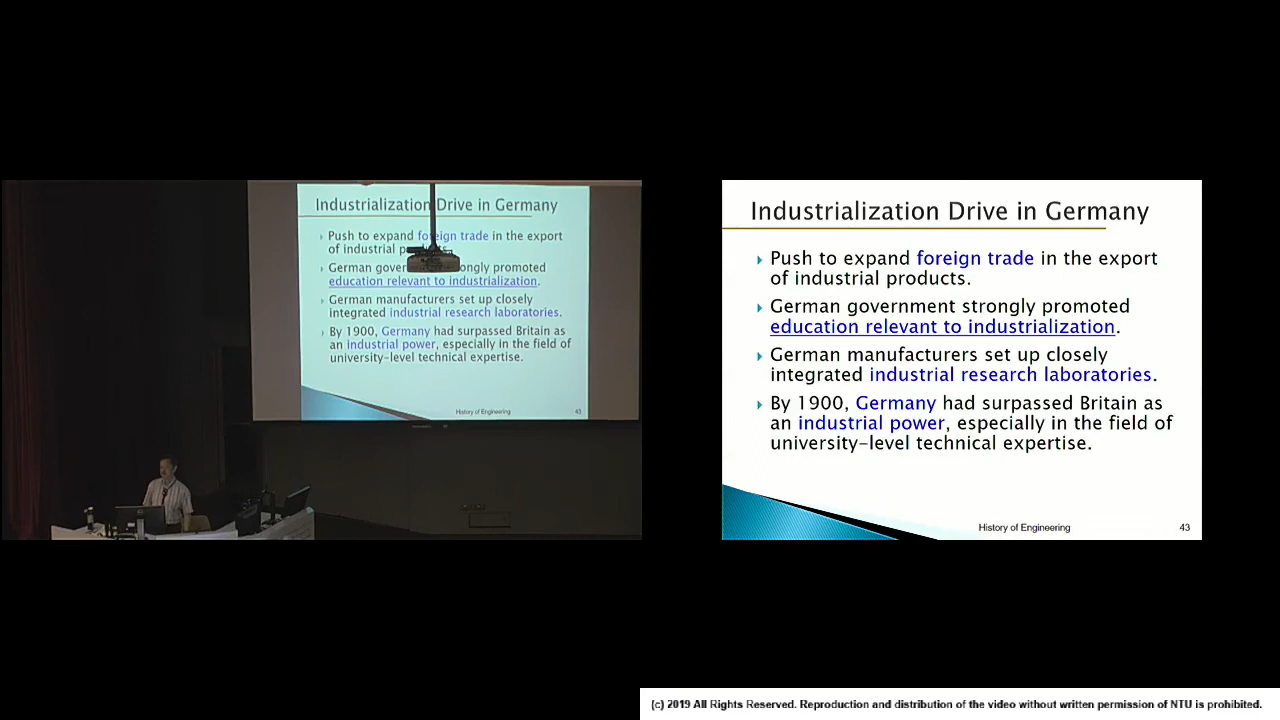 Industrialization Drive in Germany
Push to expand foreign trade in the export
of industrial
German ongly promoted
education relevant to industrialization.
German manufacturers set up closely
integrated industrial research laboratories.
By 1900, Germany had surpassed Britain as
an industrial power, especially in the field of
university-level technical expertise.
History of Engineering
43
Industrialization Drive in Germany
Push to expand foreign trade in the export
of industrial products.
German government strongly promoted
education relevant to industrialization.
German manufacturers set up closely
integrated industrial research laboratories.
By 1900, Germany had surpassed Britain as
an industrial power, especially in the field of
university-level technical expertise.
History of Engineering
43
(c) 2019 All Rights Reserved. Reproduction and distribution of the video without written permission of NTU is prohibited.